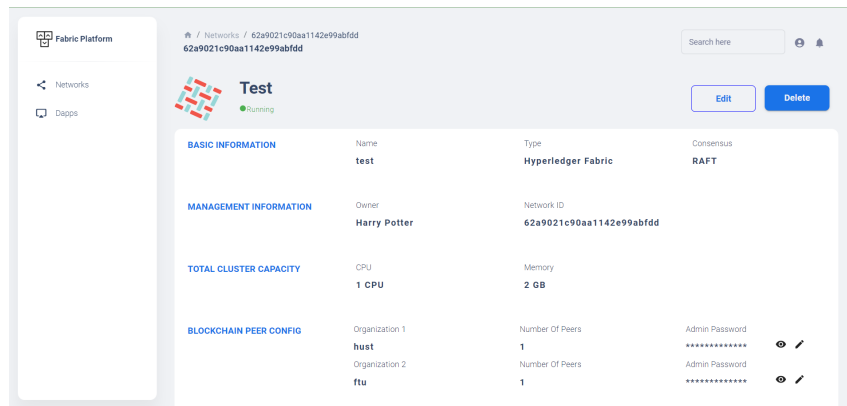 Fabric Platform
Networks
Dapps
/ Networks / 62a9021c90aa1142e99abfdd
62a9021c90aa1142e99abfdd
Search here
Test
Running
Edit
Delete
BASIC INFORMATION
Name
Type
Consensus
test
Hyperledger Fabric
RAFT
MANAGEMENT INFORMATION
Owner
Network ID
Harry Potter
62a9021c90aa1142e99abfdd
TOTAL CLUSTER CAPACITY
CPU
Memory
1 CPU
2 GB
BLOCKCHAIN PEER CONFIG
Organization 1
Number Of Peers
Admin Password
hust
1
*************
Organization 2
Number Of Peers
Admin Password
ftu
1
*************